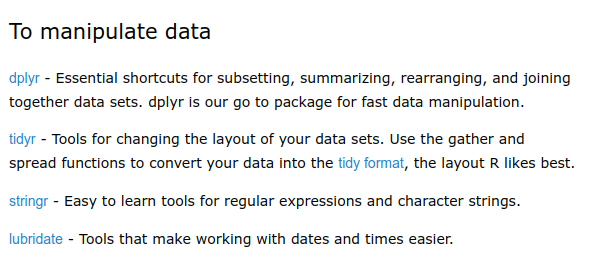 To manipulate data
dplyr - Essential shortcuts for subsetting, summarizing, rearranging, and joining
together data sets. dplyr is our go to package for fast data manipulation.
tidyr - Tools for changing the layout of your data sets. Use the gather and
spread functions to convert your data into the tidy format, the layout R likes best.
stringr - Easy to learn tools for regular expressions and character strings.
lubridate - Tools that make working with dates and times easier.